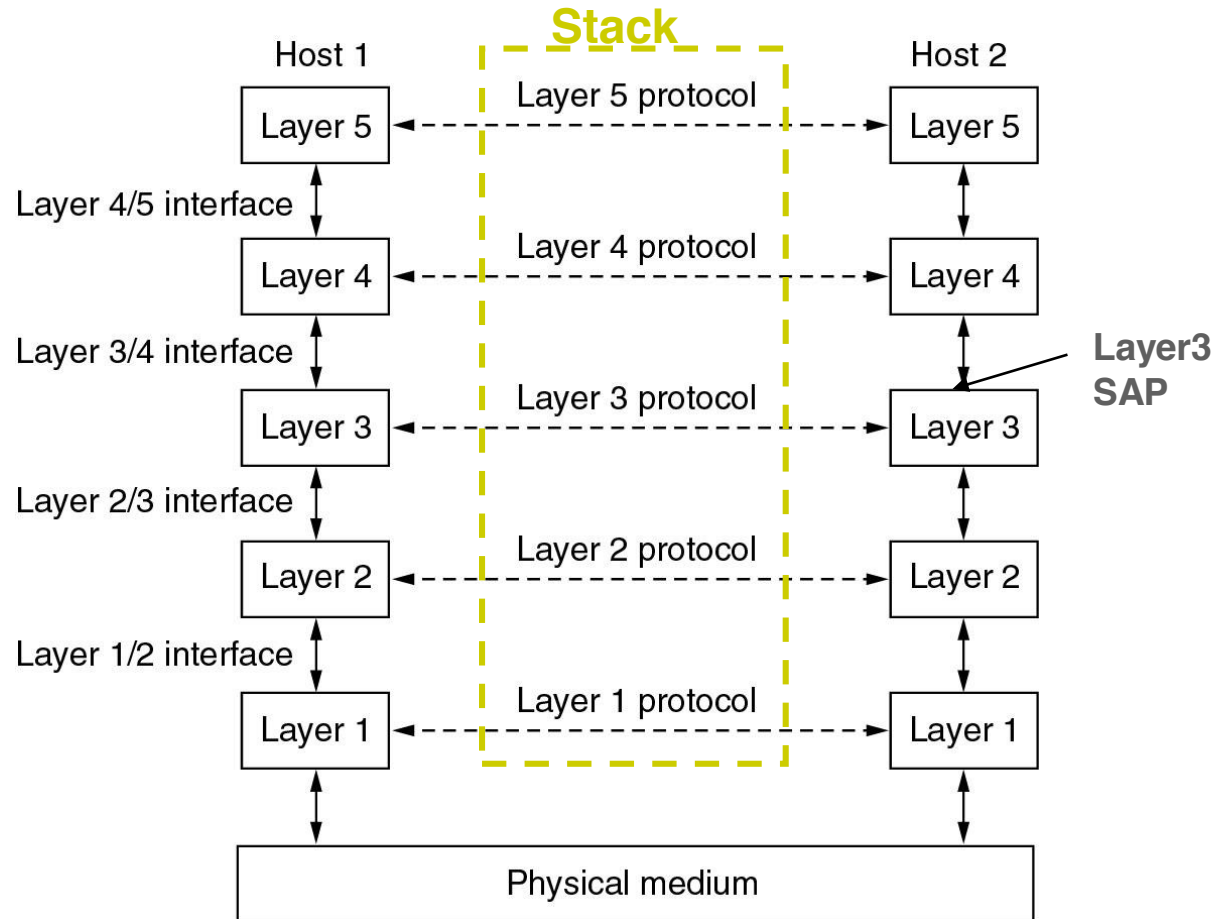 Stack
Host 1
Host 2
Layer 5 protocol
Layer 5
Layer 5
Layer 4/5 interface
Layer 4 protocol
Layer 4
Layer 4
Layer 3/4 interface
Layer3
SAP
Layer 3 protocol
Layer 3
Layer 3
Layer 2/3 interface
Layer 2 protocol
Layer 2
Layer 2
Layer 1/2 interface
Layer 1 protocol
Layer 1
Layer 1
Physical medium